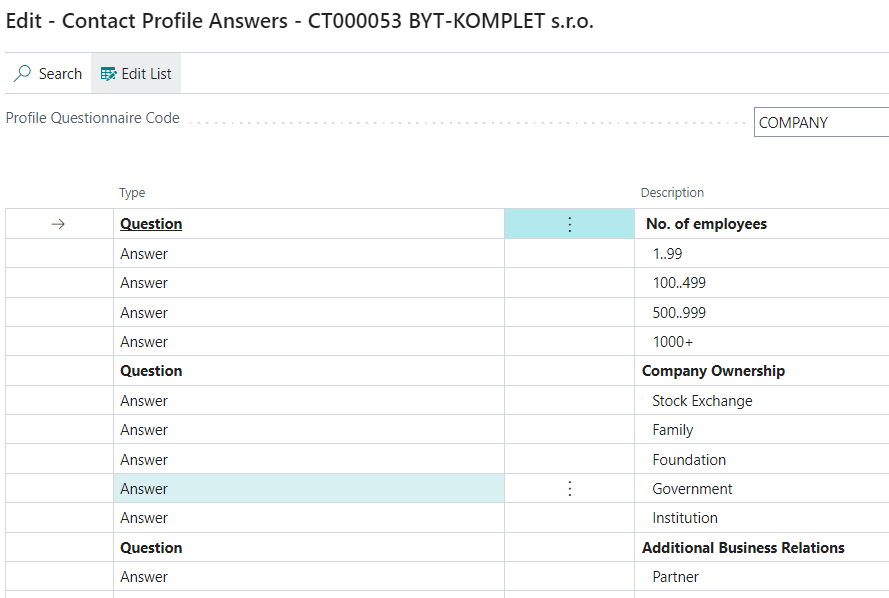 Edit - Contact Profile Answers - CT000053 BYT-KOMPLET s.r.o.
Search Edit List
Profile Questionnaire Code COMPANY
Type Description
Question No. of employees
Answer 1..99
Answer 100..499
Answer 500..999
Answer 1000+
Question Company Ownership
Answer Stock Exchange
Answer Family
Answer Foundation
Answer Government
Answer Institution
Question Additional Business Relations
Answer Partner